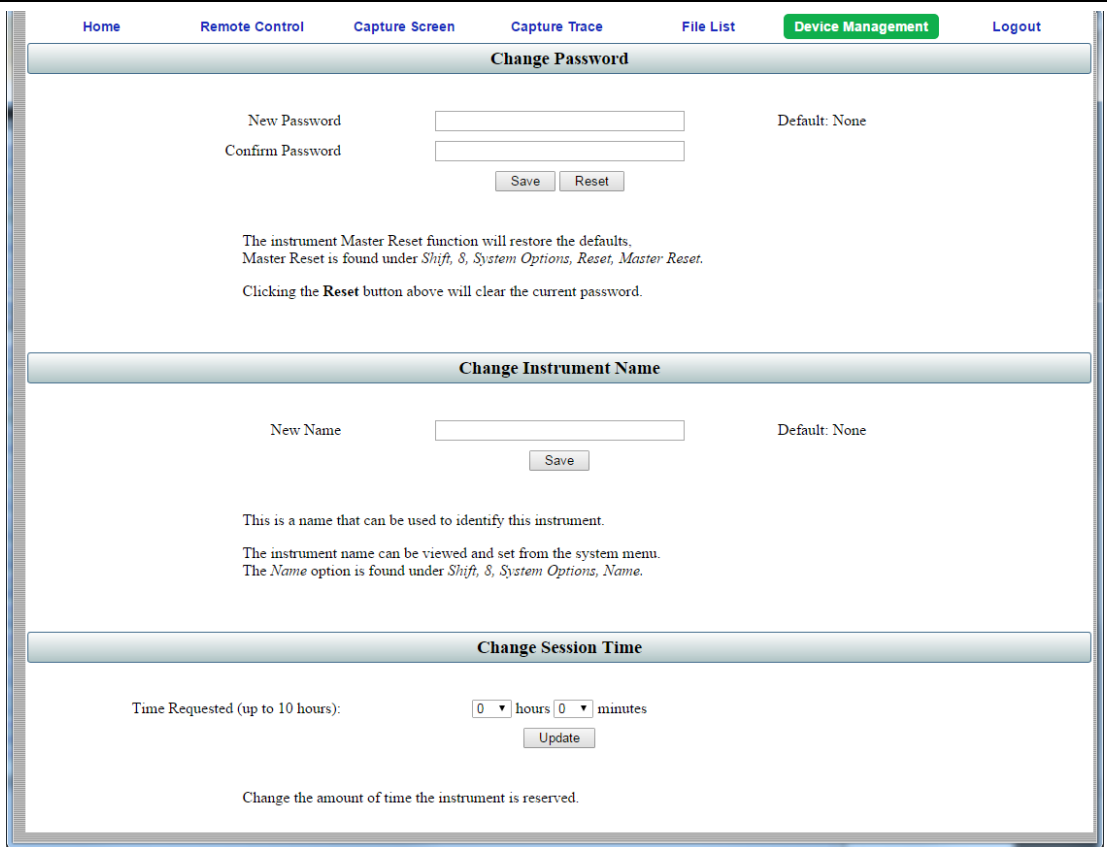 Home Remote Control Capture Screen Capture Trace File List Device Management Logout
Change Password
New Password Default: None
Confirm Password
Save Reset
The instrument Master Reset function will restore the defaults,
Master Reset is found under Shift, 8, System Options, Reset, Master Reset.
Clicking the Reset button above will clear the current password.
Change Instrument Name
New Name Default: None
Save
This is a name that can be used to identify this instrument.
The instrument name can be viewed and set from the system menu.
The Name option is found under Shift, 8, System Options, Name.
Change Session Time
Time Requested (up to 10 hours): 0 hours 0 minutes
Update
Change the amount of time the instrument is reserved.